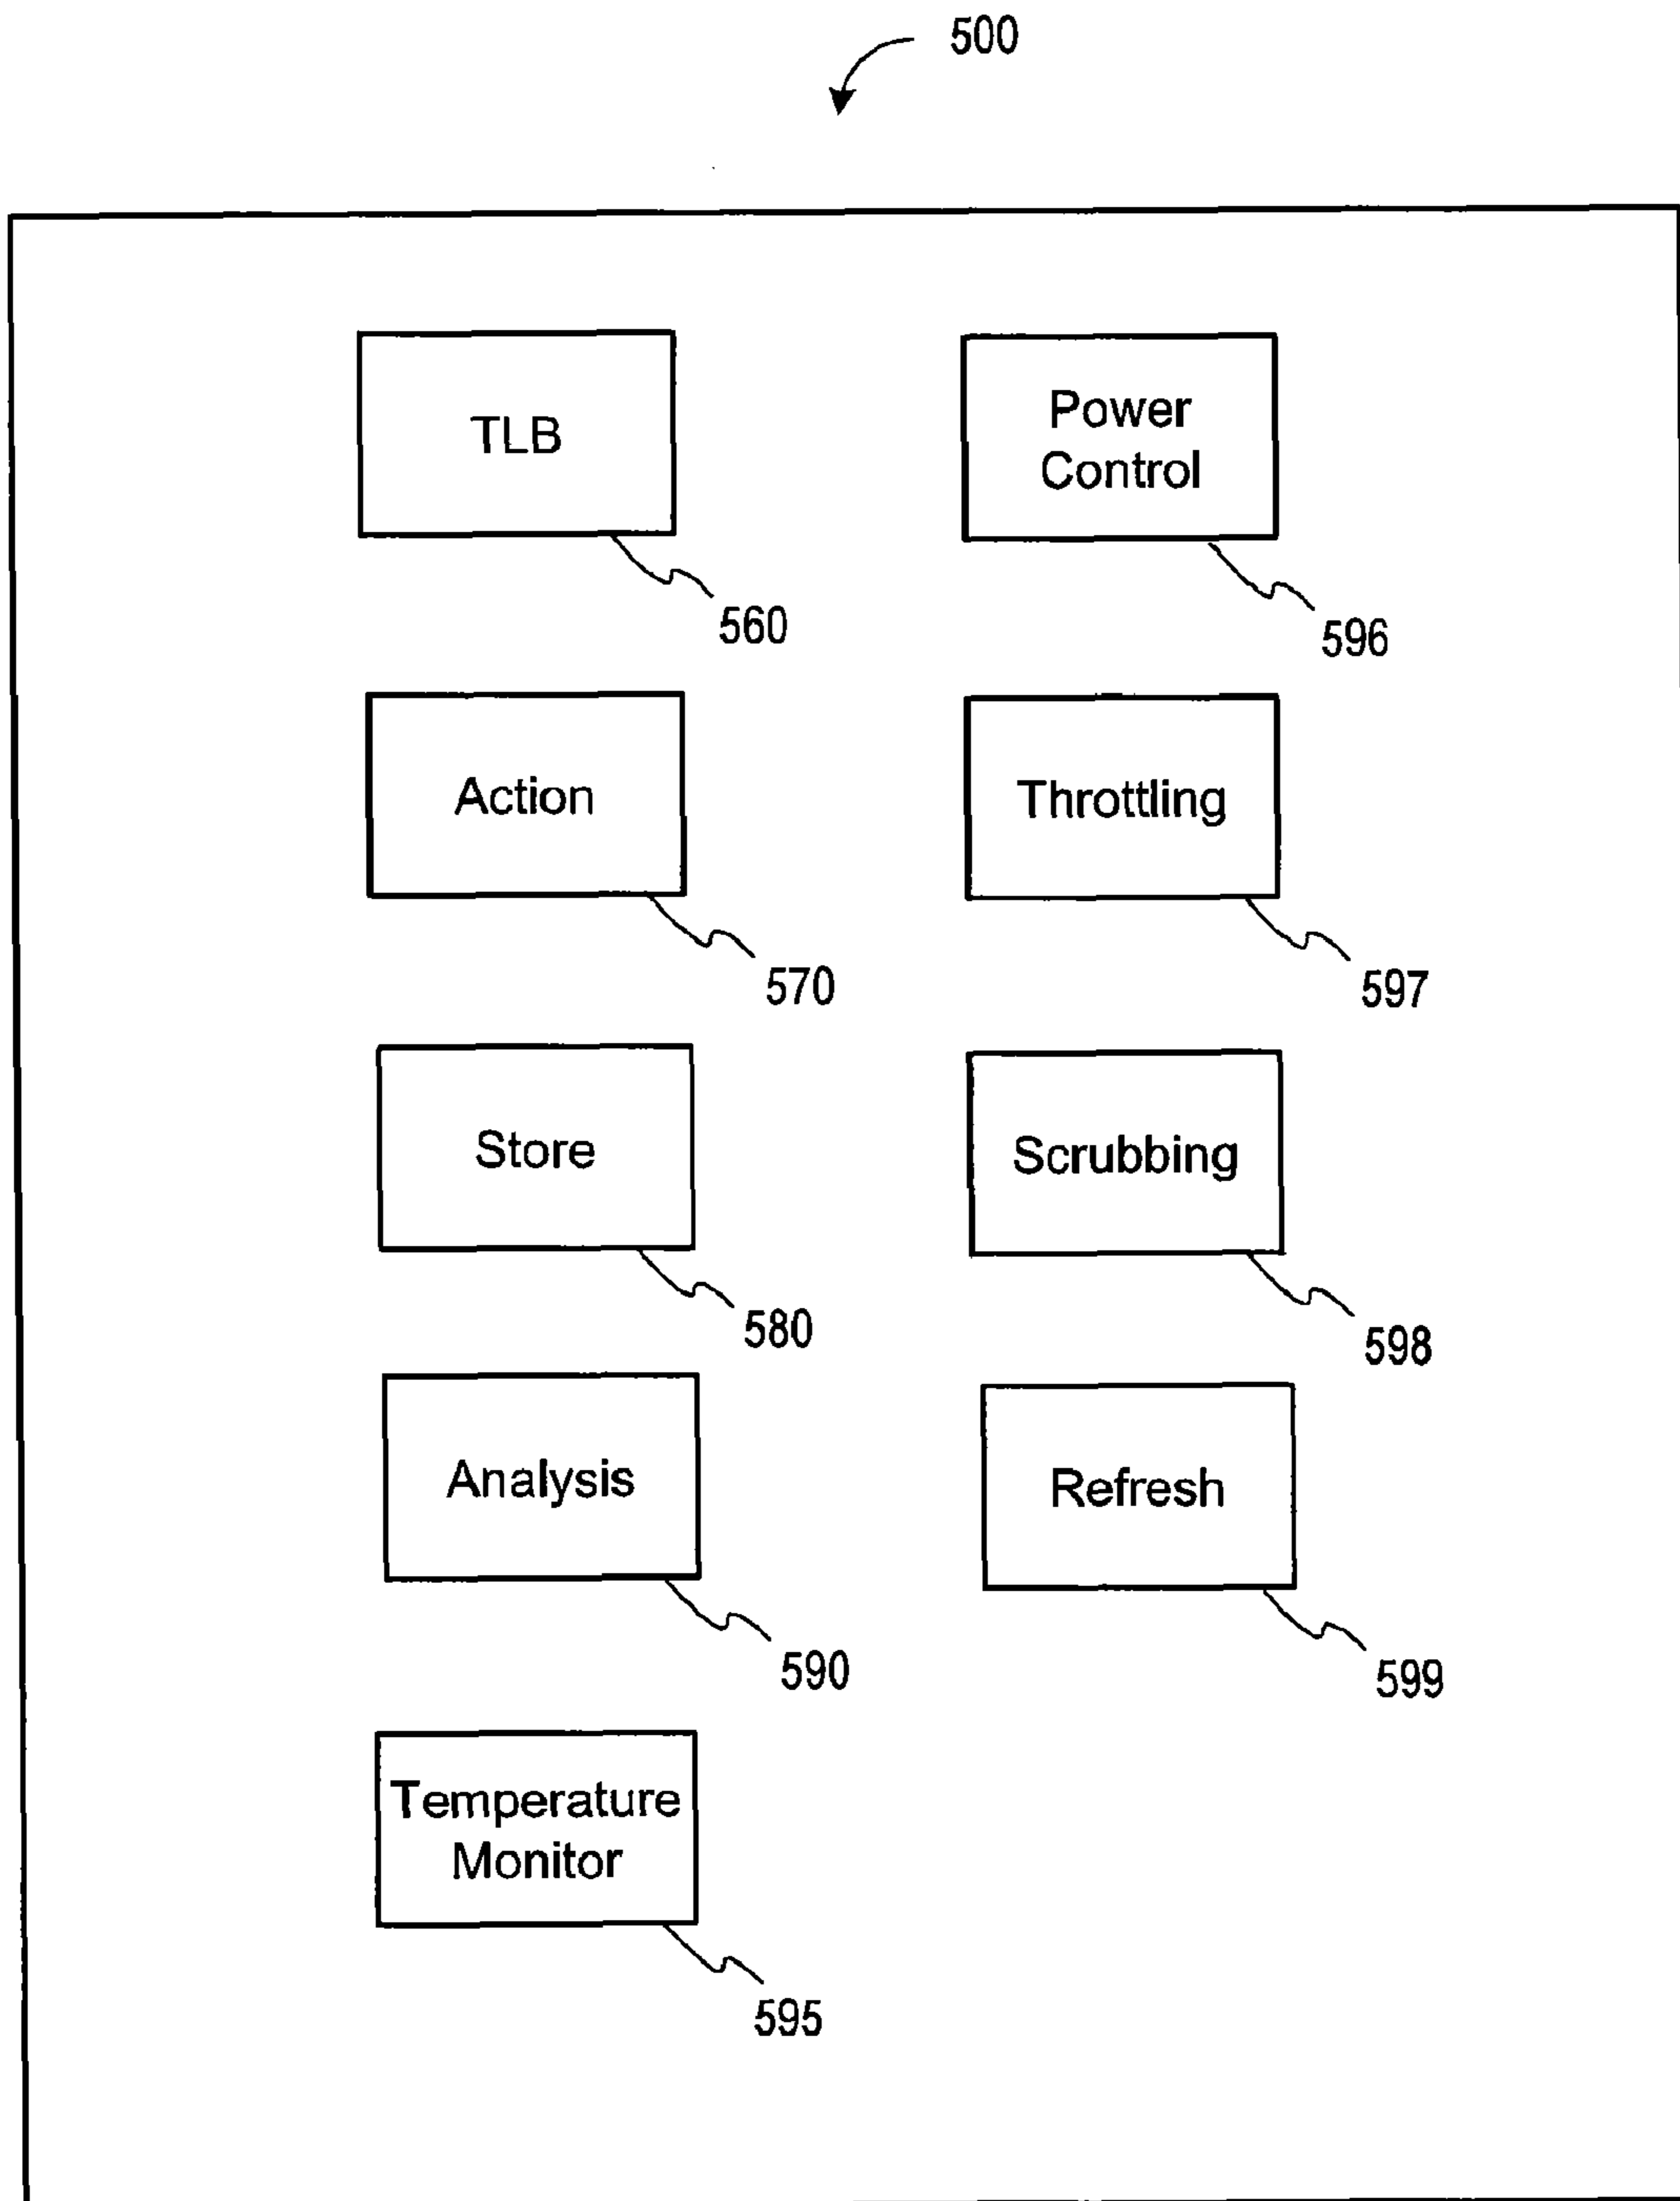 500
TLB
560
Power
Control
596
Action
570
Throttling
597
Store
580
Scrubbing
598
Analysis
590
Refresh
599
Temperature
Monitor
595